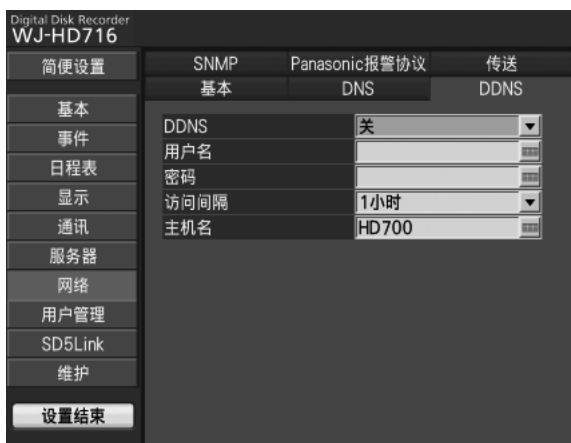 Digital Disk Recorder
WJ-HD716
简便设置
基本
事件
日程表
显示
通讯
服务器
网络
用户管理
SD5Link
维护
设置结束
SNMP Panasonic报警协议 传送
基本 DNS DDNS
DDNS 关
用户名
密码
访问间隔 1小时
主机名 HD700